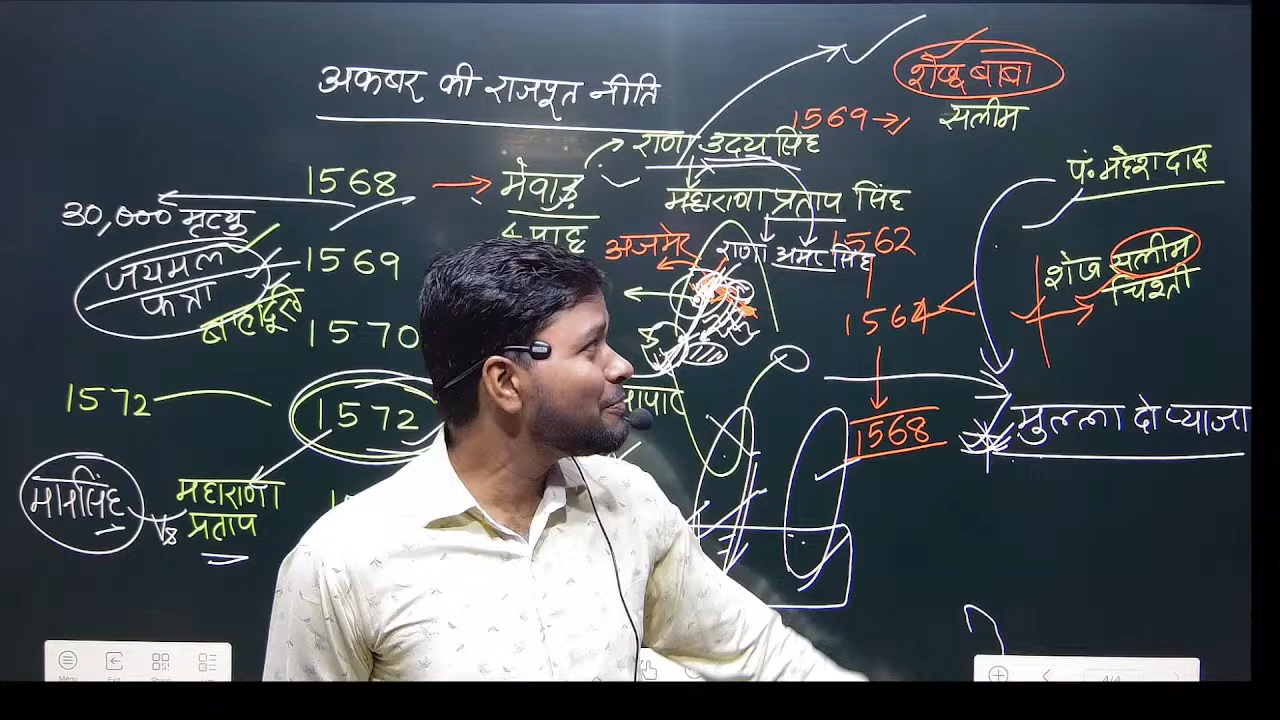 अकबर की राजपूत नीति
शेखू बाबा
1569 →
सलीम
राणा उदय सिंह
1568 → मेवाड़
महाराणा प्रताप सिंह
पं. महेश दास
30,000 मृत्यु
अजमेर
राणा अमर सिंह
1562
जयमल
फत्ता
1569
शेख सलीम
चिश्ती
1564
1570
1572
1572
1568
मुल्ला दो प्याजा
मानसिंह
Vs
महाराणा
प्रताप